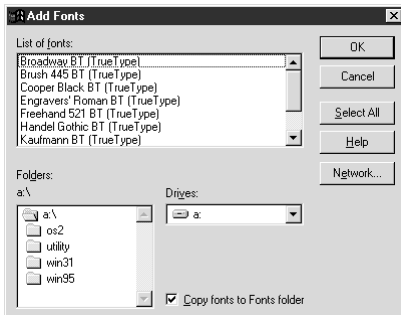 Add Fonts
List of fonts:
Broadway BT (TrueType)
Brush 445 BT (TrueType)
Cooper Black BT (TrueType)
Engravers' Roman BT (TrueType)
Freehand 521 BT (TrueType)
Handel Gothic BT (TrueType)
Kaufmann BT (TrueType)
OK
Cancel
Select All
Help
Network...
Folders:
a:\
a:\
os2
utility
win31
win95
Drives:
a:
Copy fonts to Fonts folder